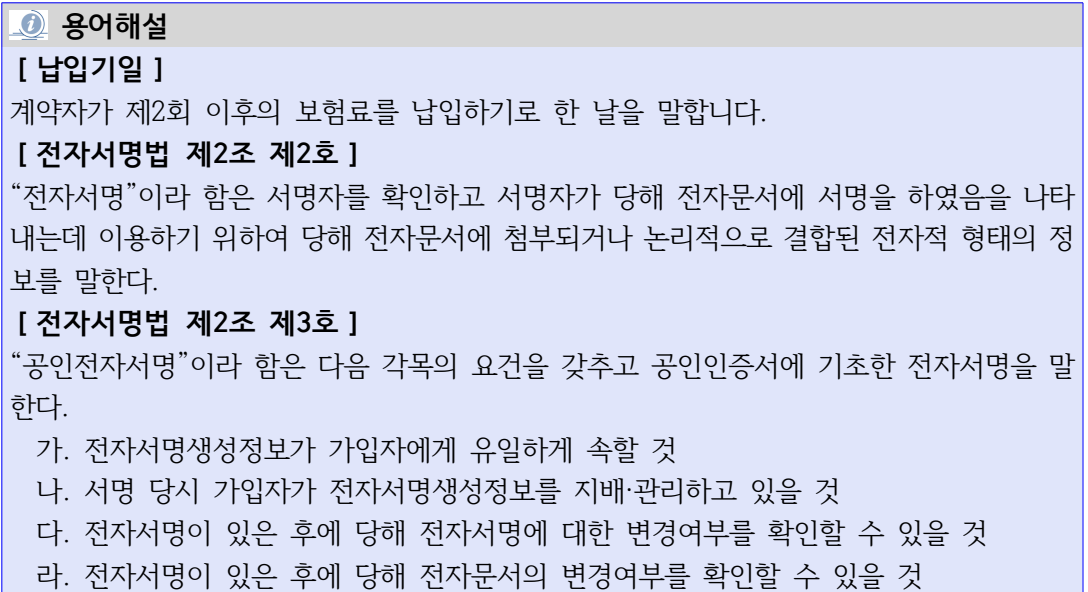 용어해설
[ 납입기일 ]
계약자가 제2회 이후의 보험료를 납입하기로 한 날을 말합니다.
[ 전자서명법 제2조 제2호 ]
“전자서명”이라 함은 서명자를 확인하고 서명자가 당해 전자문서에 서명을 하였음을 나타
내는데 이용하기 위하여 당해 전자문서에 첨부되거나 논리적으로 결합된 전자적 형태의 정
보를 말한다.
[ 전자서명법 제2조 제3호 ]
“공인전자서명”이라 함은 다음 각목의 요건을 갖추고 공인인증서에 기초한 전자서명을 말
한다.
가. 전자서명생성정보가 가입자에게 유일하게 속할 것
나. 서명 당시 가입자가 전자서명생성정보를 지배·관리하고 있을 것
다. 전자서명이 있은 후에 당해 전자서명에 대한 변경여부를 확인할 수 있을 것
라. 전자서명이 있은 후에 당해 전자문서의 변경여부를 확인할 수 있을 것